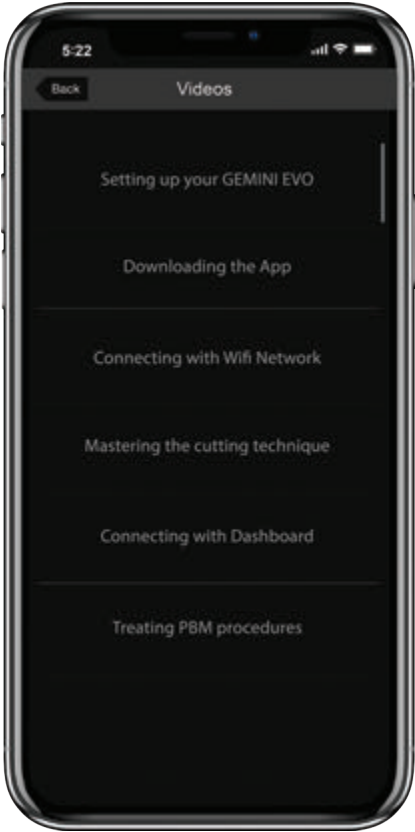 5:22
Back
Videos
Setting up your GEMINI EVO
Downloading the App
Connecting with Wifi Network
Mastering the cutting technique
Connecting with Dashboard
Treating PBM procedures